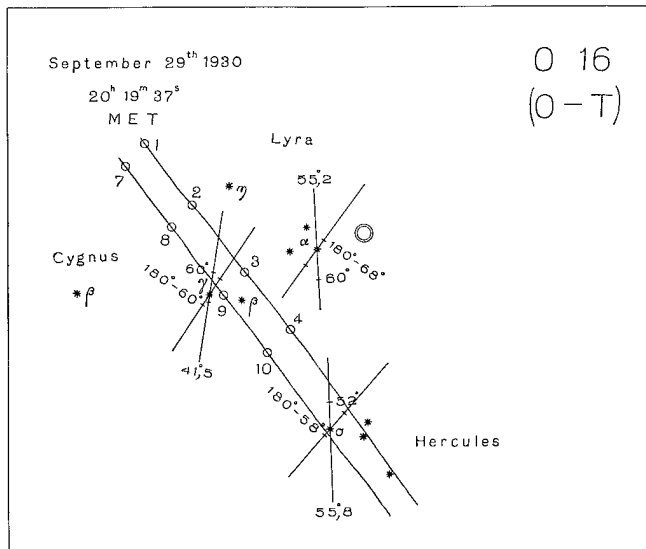 September 29th 1930
20h 19m 37s
MET
O 16
(O-T)
Lyra
1
7
2
η
8
55°,2
α
180°-68°
60°
Cygnus
β
60°
3
180°-60°
γ
9
β
4
41°,5
10
52°
180°-58°
σ
Hercules
55°,8